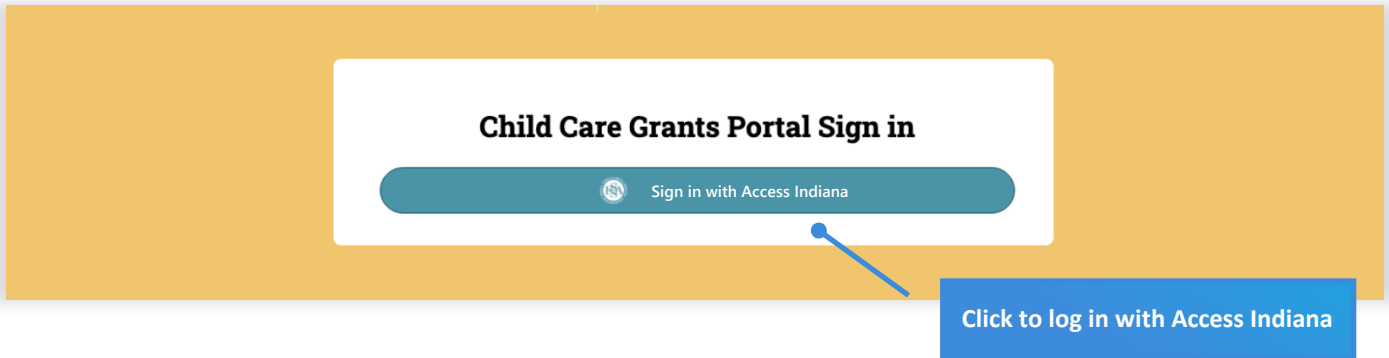 Child Care Grants Portal Sign in
Sign in with Access Indiana
Click to log in with Access Indiana